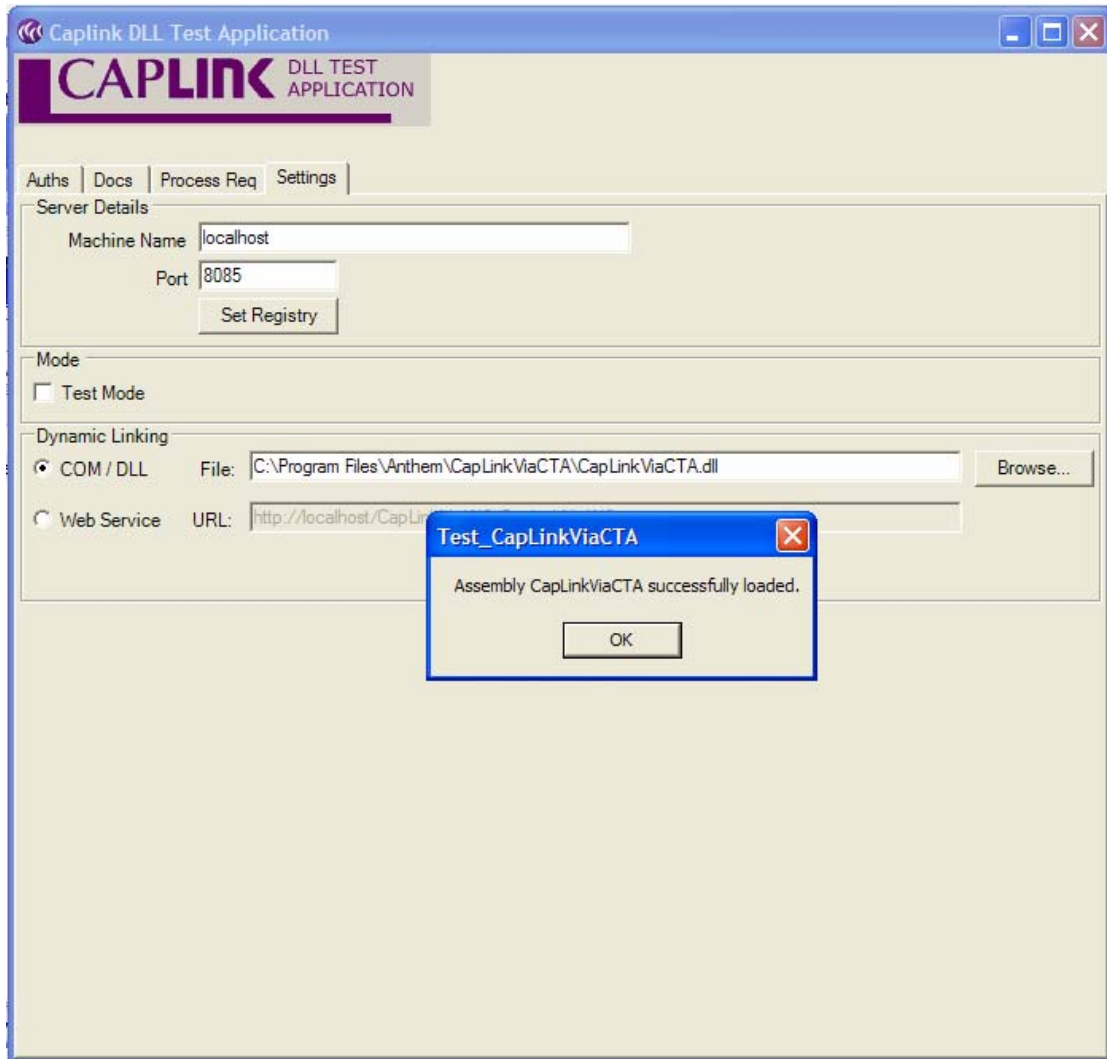 Caplink DLL Test Application
CAPLINK DLL TEST APPLICATION
Auths Docs Process Req Settings
Server Details
Machine Name localhost
Port 8085
Set Registry
Mode
Test Mode
Dynamic Linking
COM / DLL File: C:\Program Files\Anthem\CapLinkViaCTA\CapLinkViaCTA.dll Browse...
Web Service URL:
Test_CapLinkViaCTA
Assembly CapLinkViaCTA successfully loaded.
OK